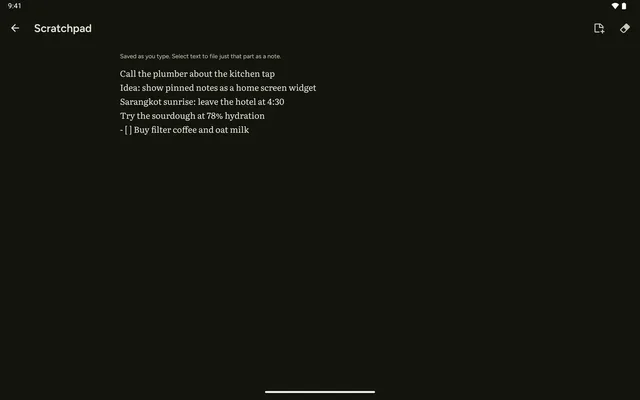 9:41
Scratchpad
Saved as you type. Select text to file just that part as a note.
Call the plumber about the kitchen tap
Idea: show pinned notes as a home screen widget
Sarangkot sunrise: leave the hotel at 4:30
Try the sourdough at 78% hydration
- [ ] Buy filter coffee and oat milk